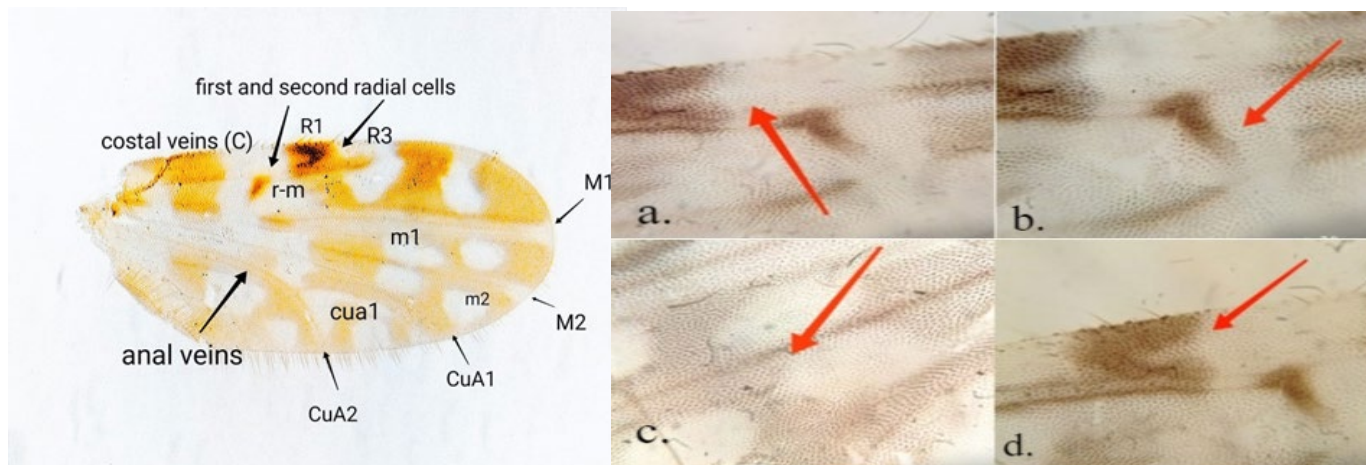 first and second radial cells
costal veins (C)
R1
R3
r-m
M1
m1
m2
cua1
M2
anal veins
CuA1
CuA2
a.
b.
c.
d.